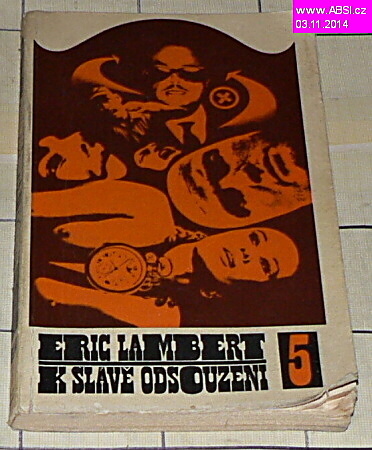 www.ABSI.cz
03.11.2014
ERIC LAMBERT
K SLÁVĚ ODSOUZENI
5